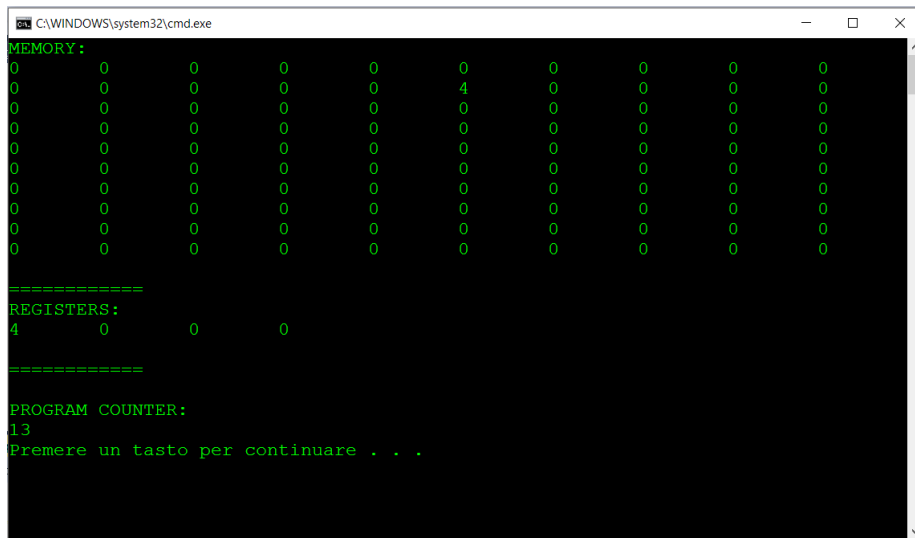 C:\WINDOWS\system32\cmd.exe
MEMORY:
0 0 0 0 0 0 0 0 0 0
0 0 0 0 0 4 0 0 0 0
0 0 0 0 0 0 0 0 0 0
0 0 0 0 0 0 0 0 0 0
0 0 0 0 0 0 0 0 0 0
0 0 0 0 0 0 0 0 0 0
0 0 0 0 0 0 0 0 0 0
0 0 0 0 0 0 0 0 0 0
0 0 0 0 0 0 0 0 0 0
0 0 0 0 0 0 0 0 0 0
============
REGISTERS:
4 0 0 0
============
PROGRAM COUNTER:
13
Premere un tasto per continuare . . .